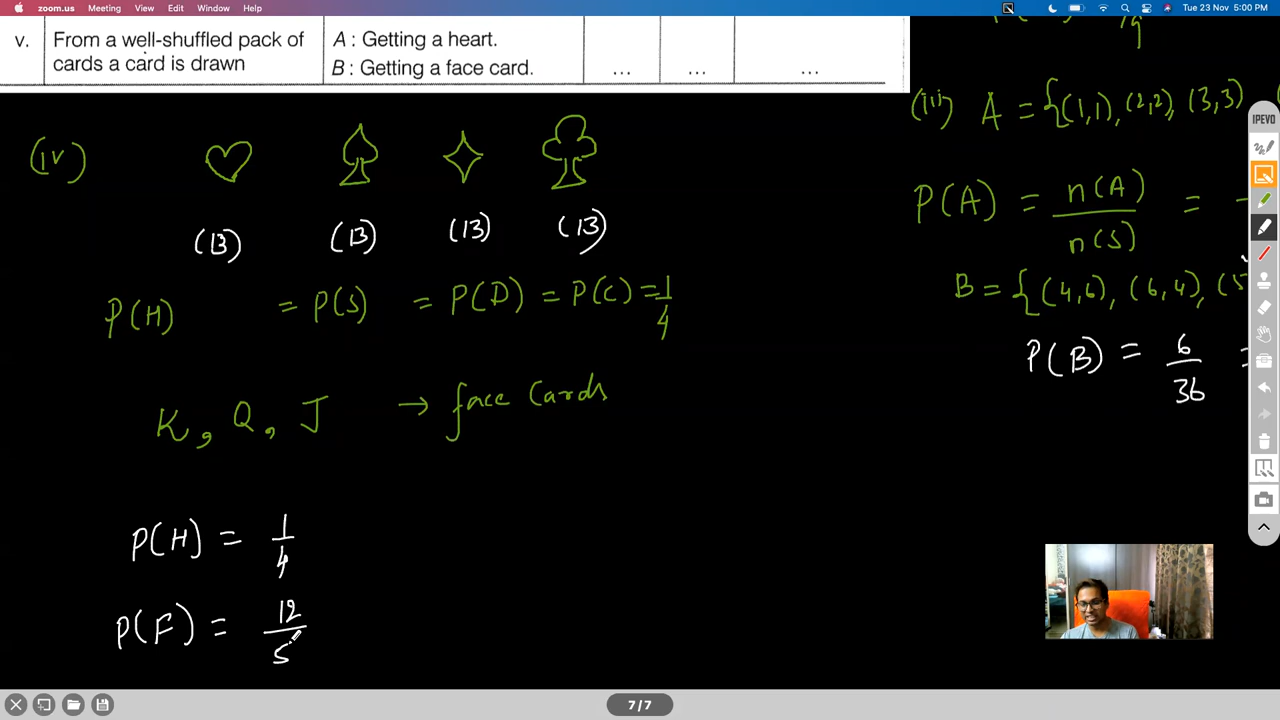 zoom.us Meeting View Edit Window Help Tue 23 Nov 5:00 PM
v. From a well-shuffled pack of cards a card is drawn
A : Getting a heart.
B : Getting a face card.
... ... ...
(iv)
(13) (13) (13) (13)
P(H) = P(S) = P(D) = P(C) = 1/4
K, Q, J → face cards
P(H) = 1/4
P(F) = 12/5
(iii) A = {(1,1), (2,2), (3,3)
P(A) = n(A)/n(S) =
B = {(4,6), (6,4), (5
P(B) = 6/36 =
IPEVO
7/7